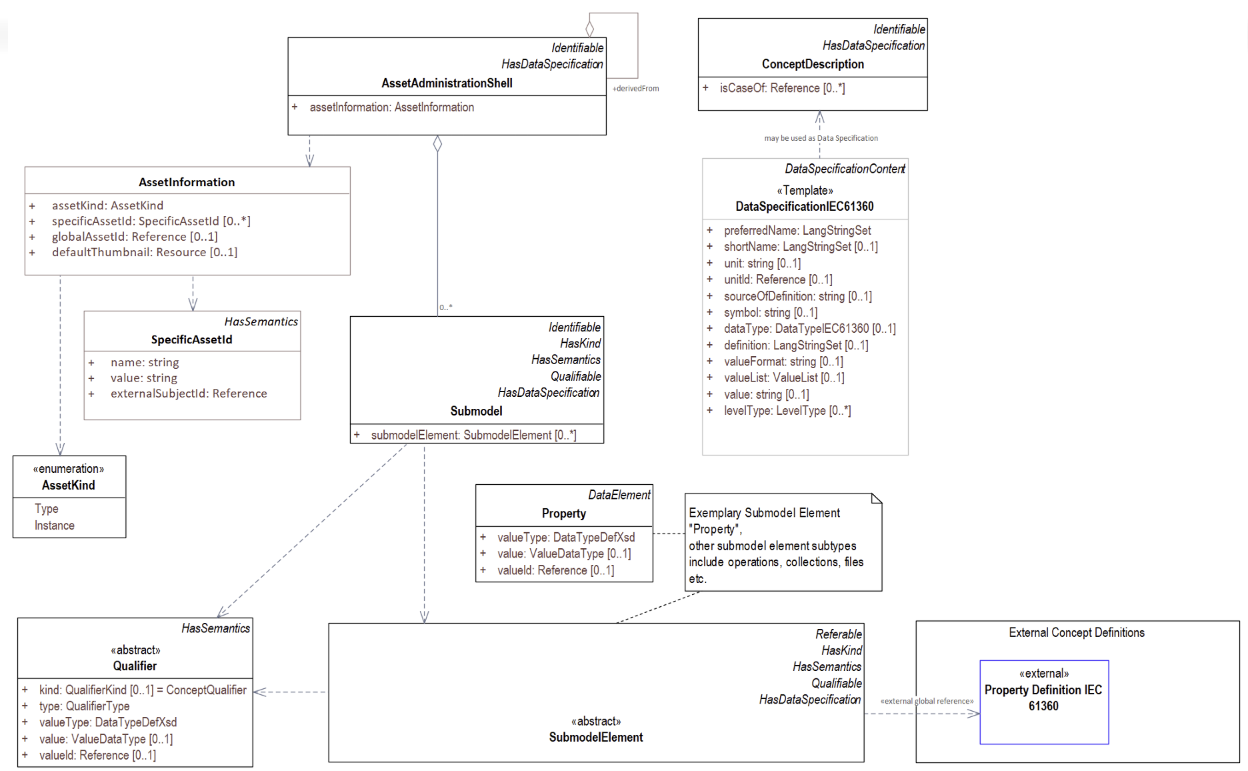 Identifiable
HasDataSpecification
AssetAdministrationShell
+ assetInformation: AssetInformation
+derivedFrom
Identifiable
HasDataSpecification
ConceptDescription
+ isCaseOf: Reference [0..*]
may be used as Data Specification
DataSpecificationContent
«Template»
DataSpecificationIEC61360
+ preferredName: LangStringSet
+ shortName: LangStringSet [0..1]
+ unit: string [0..1]
+ unitId: Reference [0..1]
+ sourceOfDefinition: string [0..1]
+ symbol: string [0..1]
+ dataType: DataTypeIEC61360 [0..1]
+ definition: LangStringSet [0..1]
+ valueFormat: string [0..1]
+ valueList: ValueList [0..1]
+ value: string [0..1]
+ levelType: LevelType [0..*]
AssetInformation
+ assetKind: AssetKind
+ specificAssetId: SpecificAssetId [0..*]
+ globalAssetId: Reference [0..1]
+ defaultThumbnail: Resource [0..1]
HasSemantics
SpecificAssetId
+ name: string
+ value: string
+ externalSubjectId: Reference
0..*
Identifiable
HasKind
HasSemantics
Qualifiable
HasDataSpecification
Submodel
+ submodelElement: SubmodelElement [0..*]
«enumeration»
AssetKind
Type
Instance
DataElement
Property
+ valueType: DataTypeDefXsd
+ value: ValueDataType [0..1]
+ valueId: Reference [0..1]
Exemplary Submodel Element
"Property",
other submodel element subtypes
include operations, collections, files
etc.
HasSemantics
«abstract»
Qualifier
+ kind: QualifierKind [0..1] = ConceptQualifier
+ type: QualifierType
+ valueType: DataTypeDefXsd
+ value: ValueDataType [0..1]
+ valueId: Reference [0..1]
Referable
HasKind
HasSemantics
Qualifiable
HasDataSpecification
«abstract»
SubmodelElement
«external global reference»
External Concept Definitions
«external»
Property Definition IEC
61360